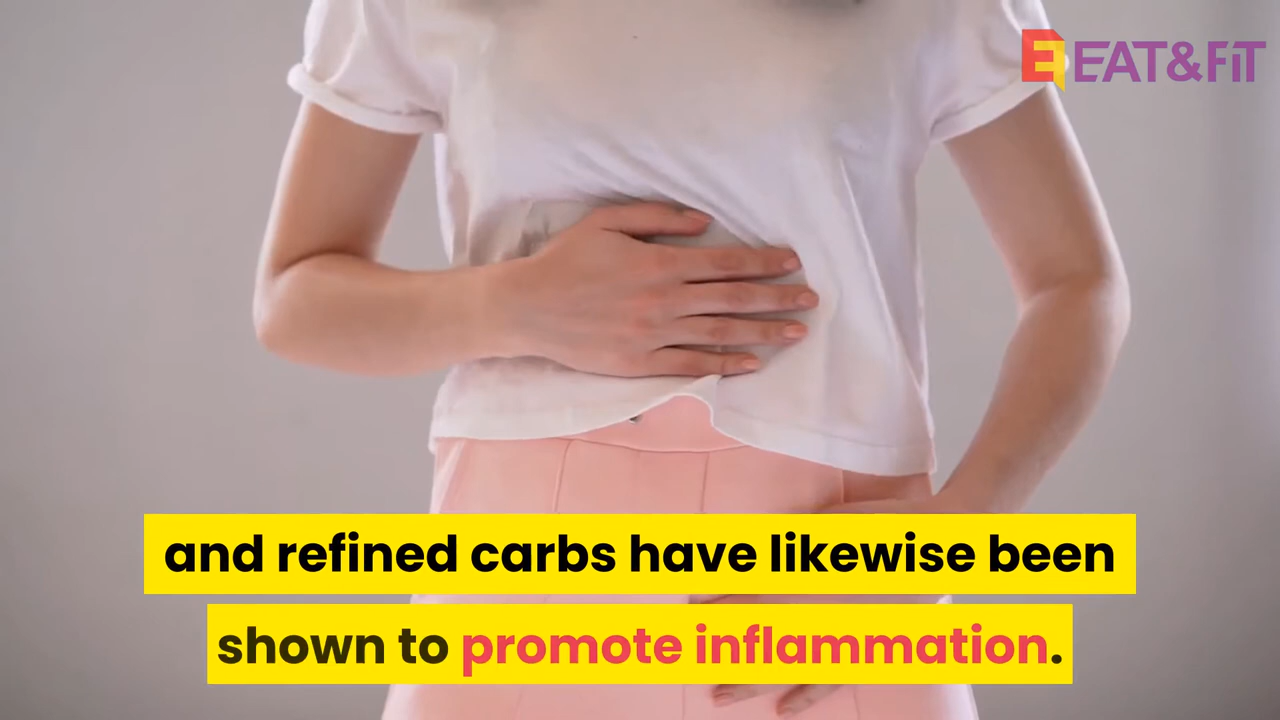 EAT&FiT
and refined carbs have likewise been
shown to promote inflammation.